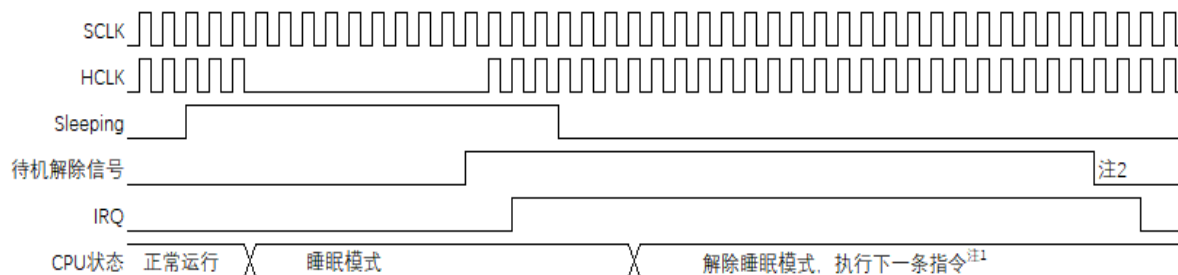 SCLK
HCLK
Sleeping
待机解除信号 注2
IRQ
CPU状态 正常运行 睡眠模式 解除睡眠模式，执行下一条指令注1